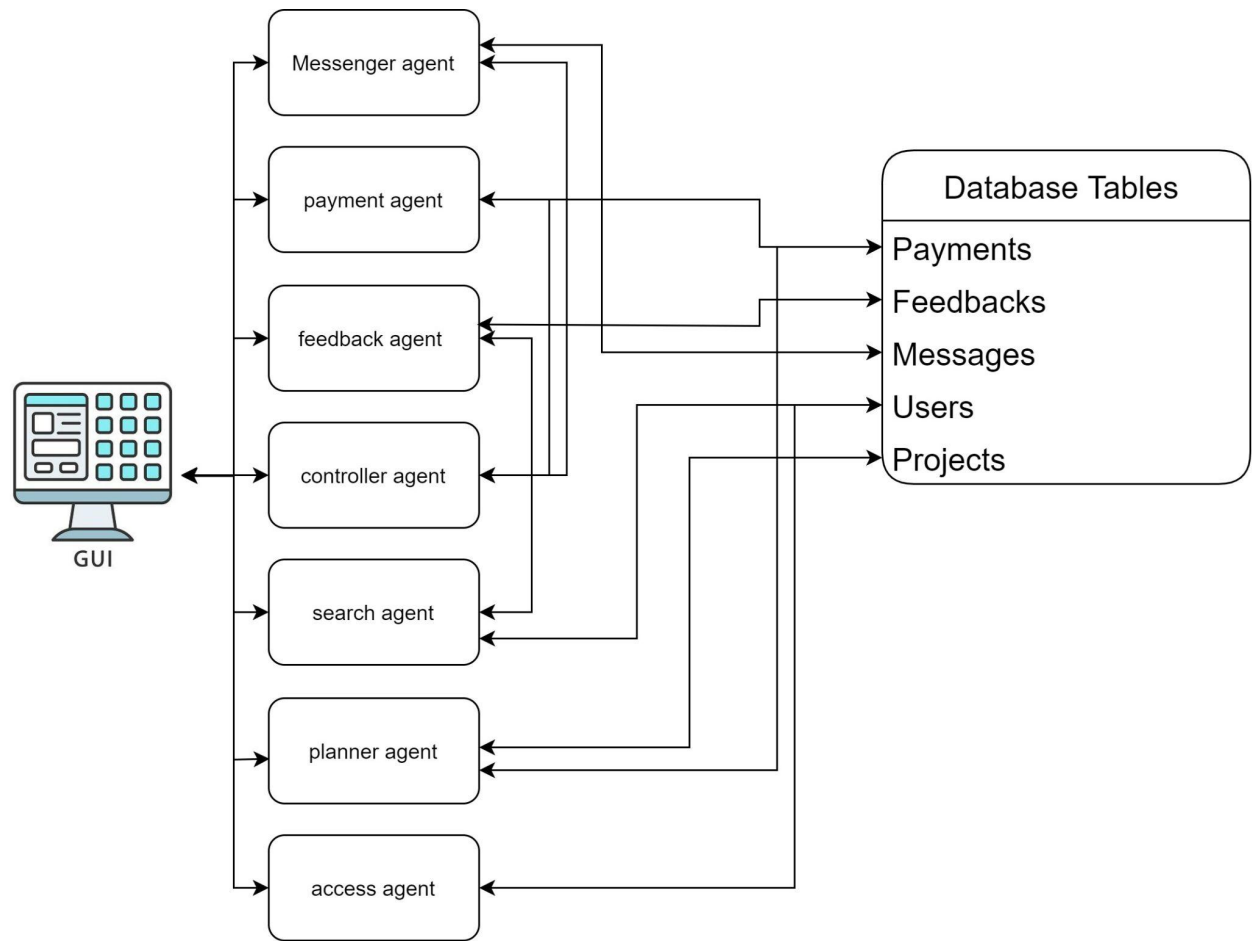 Messenger agent
payment agent
feedback agent
controller agent
search agent
planner agent
access agent
GUI
Database Tables
Payments
Feedbacks
Messages
Users
Projects